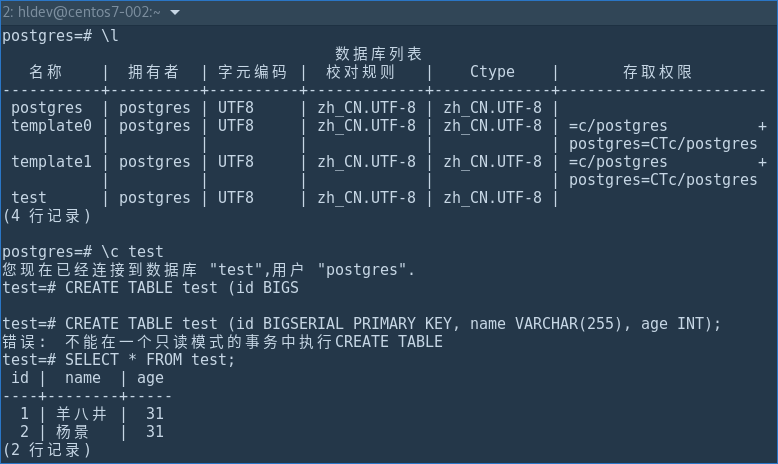 2: hldev@centos7-002:~
postgres=# \l
数据库列表
名称 | 拥有者 | 字元编码 | 校对规则 | Ctype | 存取权限
-----------+----------+----------+-------------+-------------+-----------------------
postgres | postgres | UTF8 | zh_CN.UTF-8 | zh_CN.UTF-8 |
template0 | postgres | UTF8 | zh_CN.UTF-8 | zh_CN.UTF-8 | =c/postgres +
| | | | | postgres=CTc/postgres
template1 | postgres | UTF8 | zh_CN.UTF-8 | zh_CN.UTF-8 | =c/postgres +
| | | | | postgres=CTc/postgres
test | postgres | UTF8 | zh_CN.UTF-8 | zh_CN.UTF-8 |
(4 行记录)
postgres=# \c test
您现在已经连接到数据库 "test",用户 "postgres".
test=# CREATE TABLE test (id BIGS
test=# CREATE TABLE test (id BIGSERIAL PRIMARY KEY, name VARCHAR(255), age INT);
错误: 不能在一个只读模式的事务中执行CREATE TABLE
test=# SELECT * FROM test;
id | name | age
----+--------+-----
1 | 羊八井 | 31
2 | 杨景 | 31
(2 行记录)